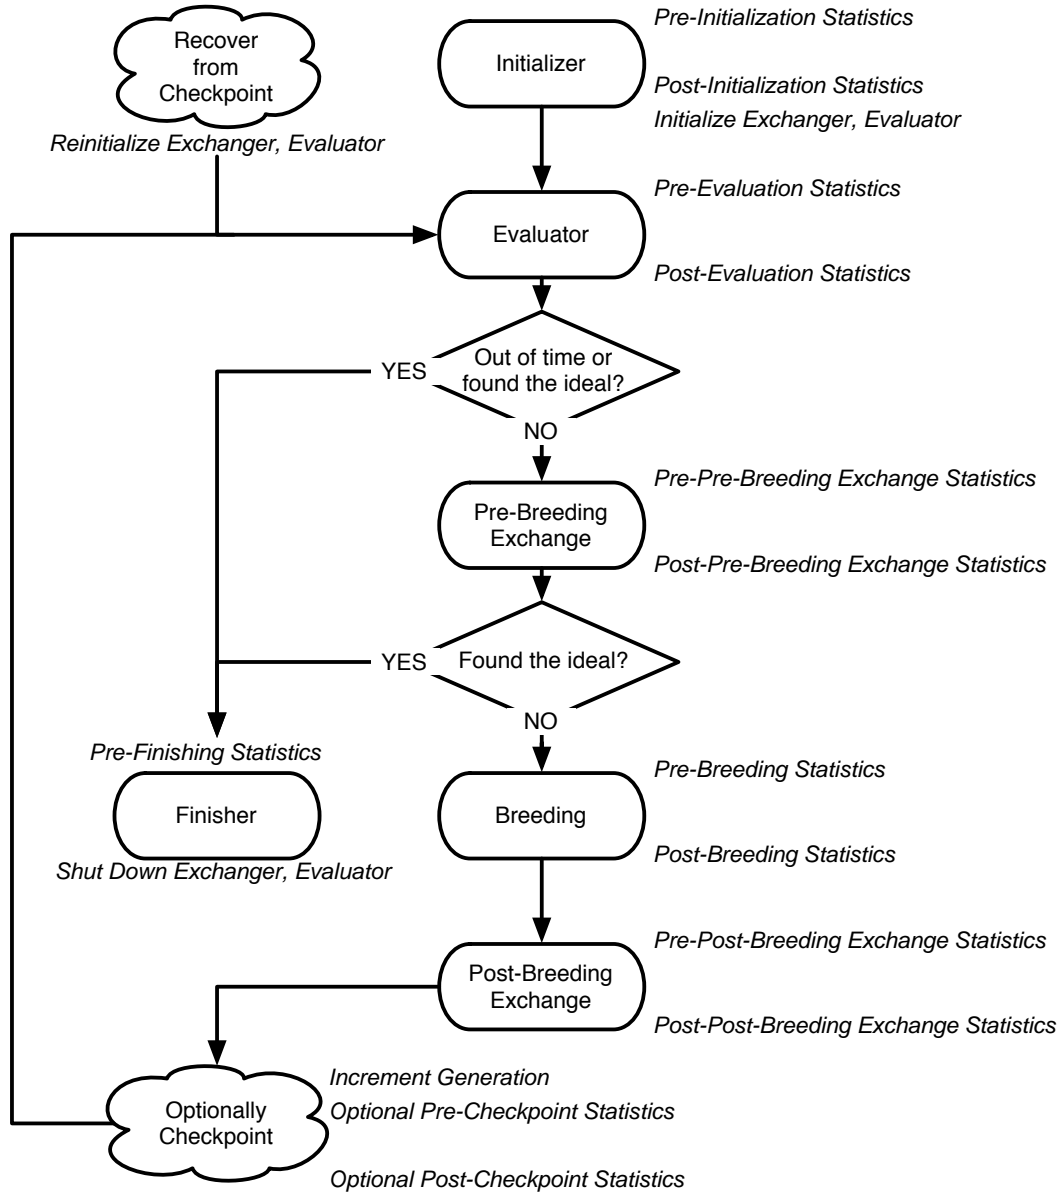 Recover
from
Checkpoint
Reinitialize Exchanger, Evaluator
Pre-Initialization Statistics
Initializer
Post-Initialization Statistics
Initialize Exchanger, Evaluator
Pre-Evaluation Statistics
Evaluator
Post-Evaluation Statistics
Out of time or
found the ideal?
YES
NO
Pre-Pre-Breeding Exchange Statistics
Pre-Breeding
Exchange
Post-Pre-Breeding Exchange Statistics
YES
Found the ideal?
NO
Pre-Finishing Statistics
Finisher
Shut Down Exchanger, Evaluator
Pre-Breeding Statistics
Breeding
Post-Breeding Statistics
Pre-Post-Breeding Exchange Statistics
Post-Breeding
Exchange
Post-Post-Breeding Exchange Statistics
Increment Generation
Optional Pre-Checkpoint Statistics
Optionally
Checkpoint
Optional Post-Checkpoint Statistics